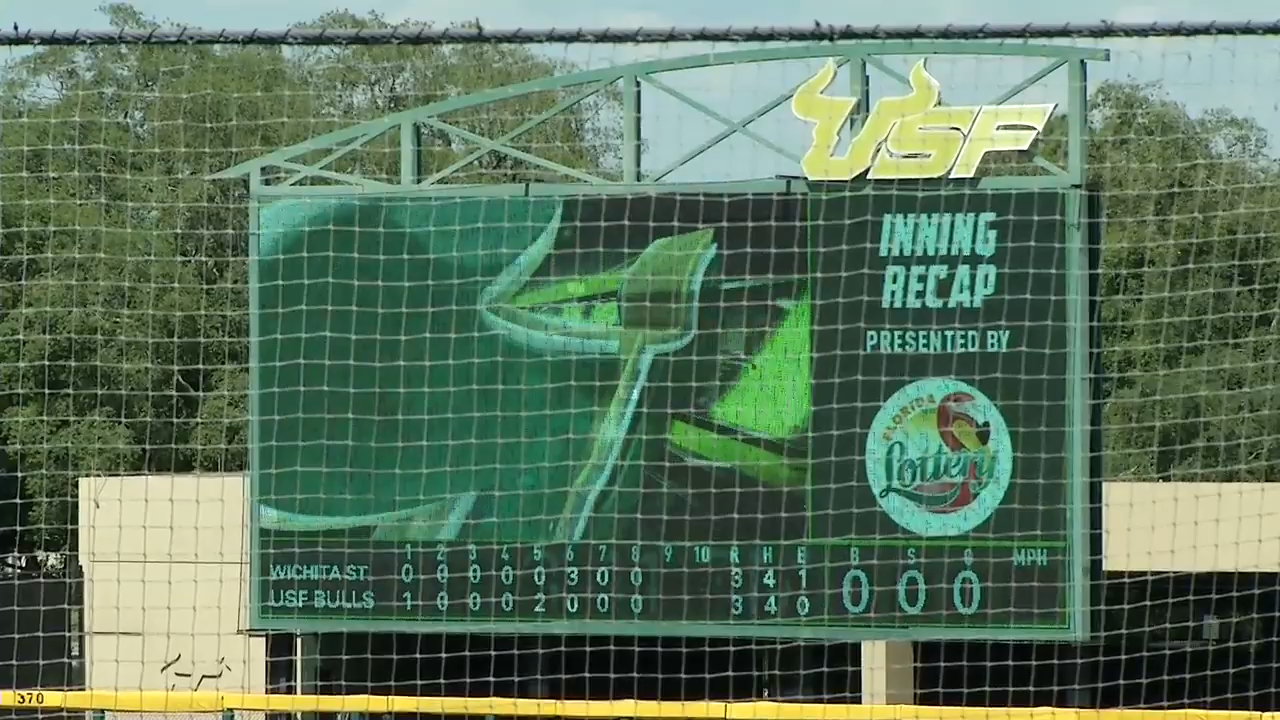 USF
INNING
RECAP
PRESENTED BY
FLORIDA
Lottery
1 2 3 4 5 6 7 8 9 10 R H E B S O MPH
WICHITA ST. 0 0 0 0 0 3 0 0 3 4 1 0 0 0
USF BULLS 1 0 0 0 2 0 0 0 3 4 0
370